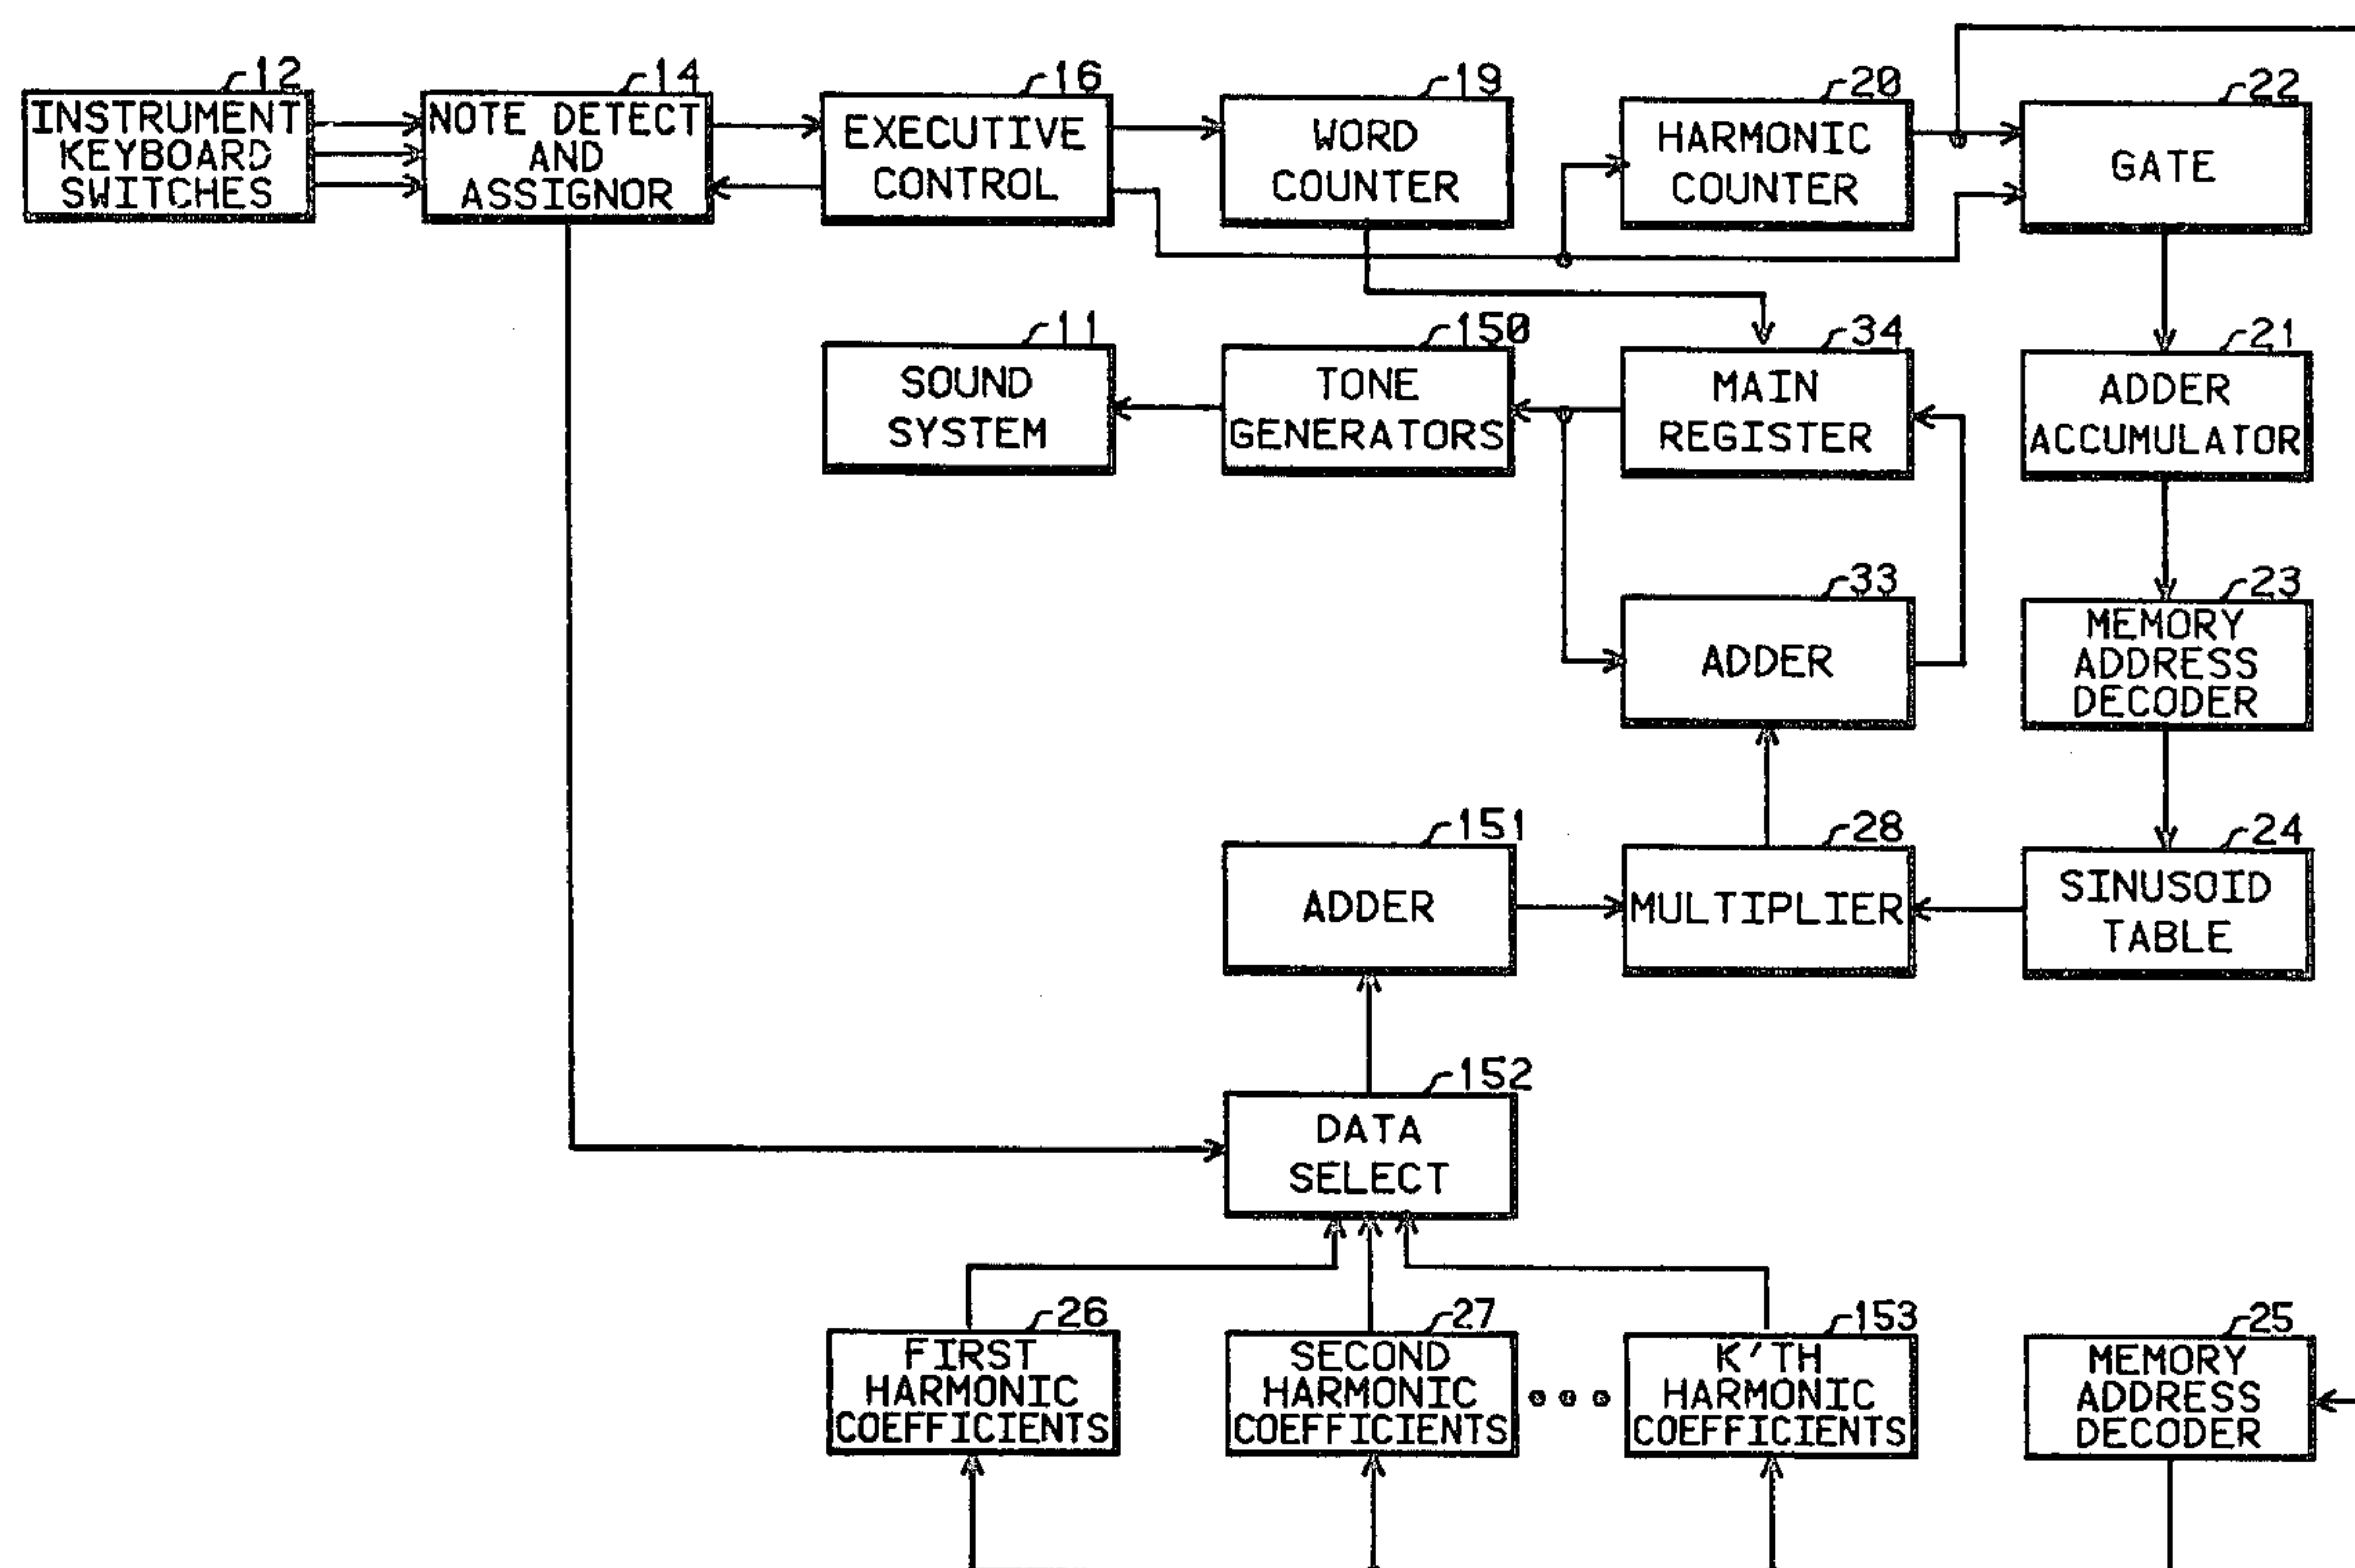 12
INSTRUMENT
KEYBOARD
SWITCHES
14
NOTE DETECT
AND
ASSIGNOR
16
EXECUTIVE
CONTROL
19
WORD
COUNTER
20
HARMONIC
COUNTER
22
GATE
11
SOUND
SYSTEM
150
TONE
GENERATORS
34
MAIN
REGISTER
21
ADDER
ACCUMULATOR
33
ADDER
23
MEMORY
ADDRESS
DECODER
151
ADDER
28
MULTIPLIER
24
SINUSOID
TABLE
152
DATA
SELECT
26
FIRST
HARMONIC
COEFFICIENTS
27
SECOND
HARMONIC
COEFFICIENTS
153
K'TH
HARMONIC
COEFFICIENTS
25
MEMORY
ADDRESS
DECODER